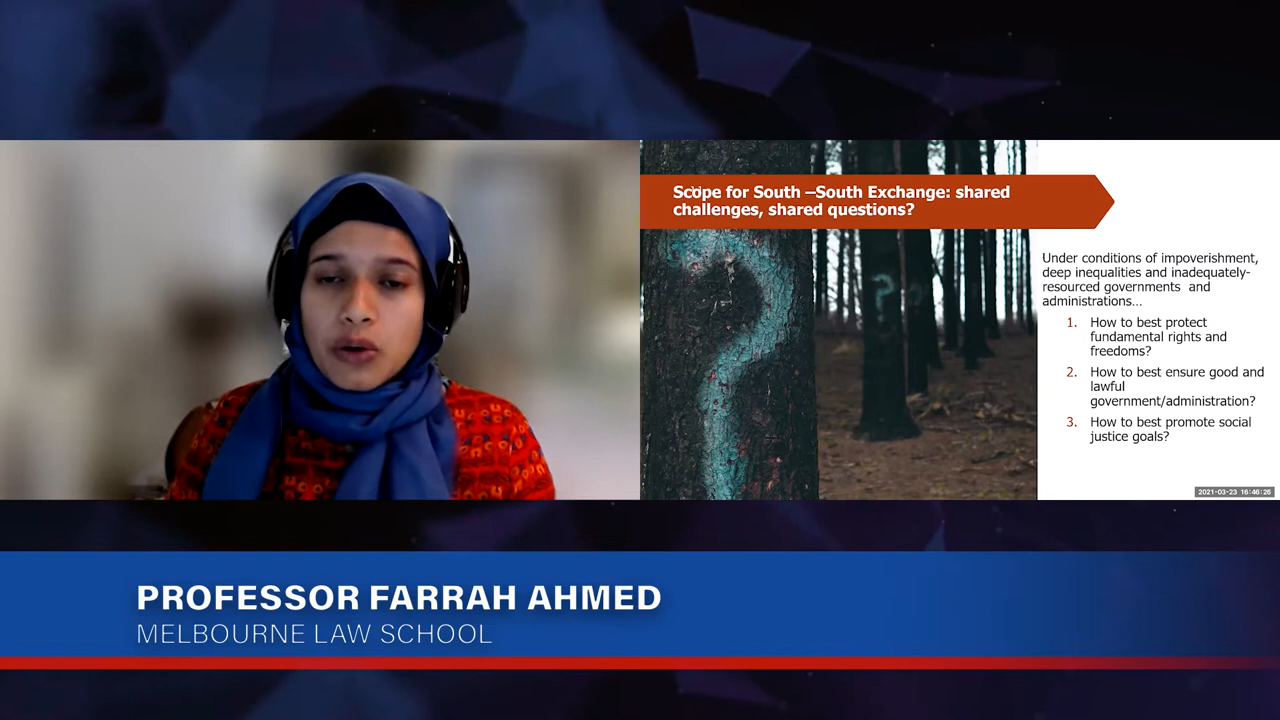 Scope for South –South Exchange: shared
challenges, shared questions?
Under conditions of impoverishment,
deep inequalities and inadequately-
resourced governments and
administrations...
1. How to best protect
fundamental rights and
freedoms?
2. How to best ensure good and
lawful
government/administration?
3. How to best promote social
justice goals?
2021-03-23 16:46:26
PROFESSOR FARRAH AHMED
MELBOURNE LAW SCHOOL